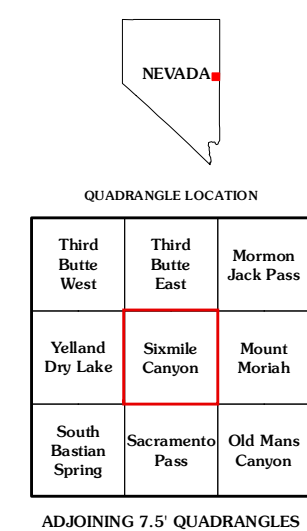 NEVADA
QUADRANGLE LOCATION
Third
Butte
West
Third
Butte
East
Mormon
Jack Pass
Yelland
Dry Lake
Sixmile
Canyon
Mount
Moriah
South
Bastian
Spring
Sacramento
Pass
Old Mans
Canyon
ADJOINING 7.5' QUADRANGLES